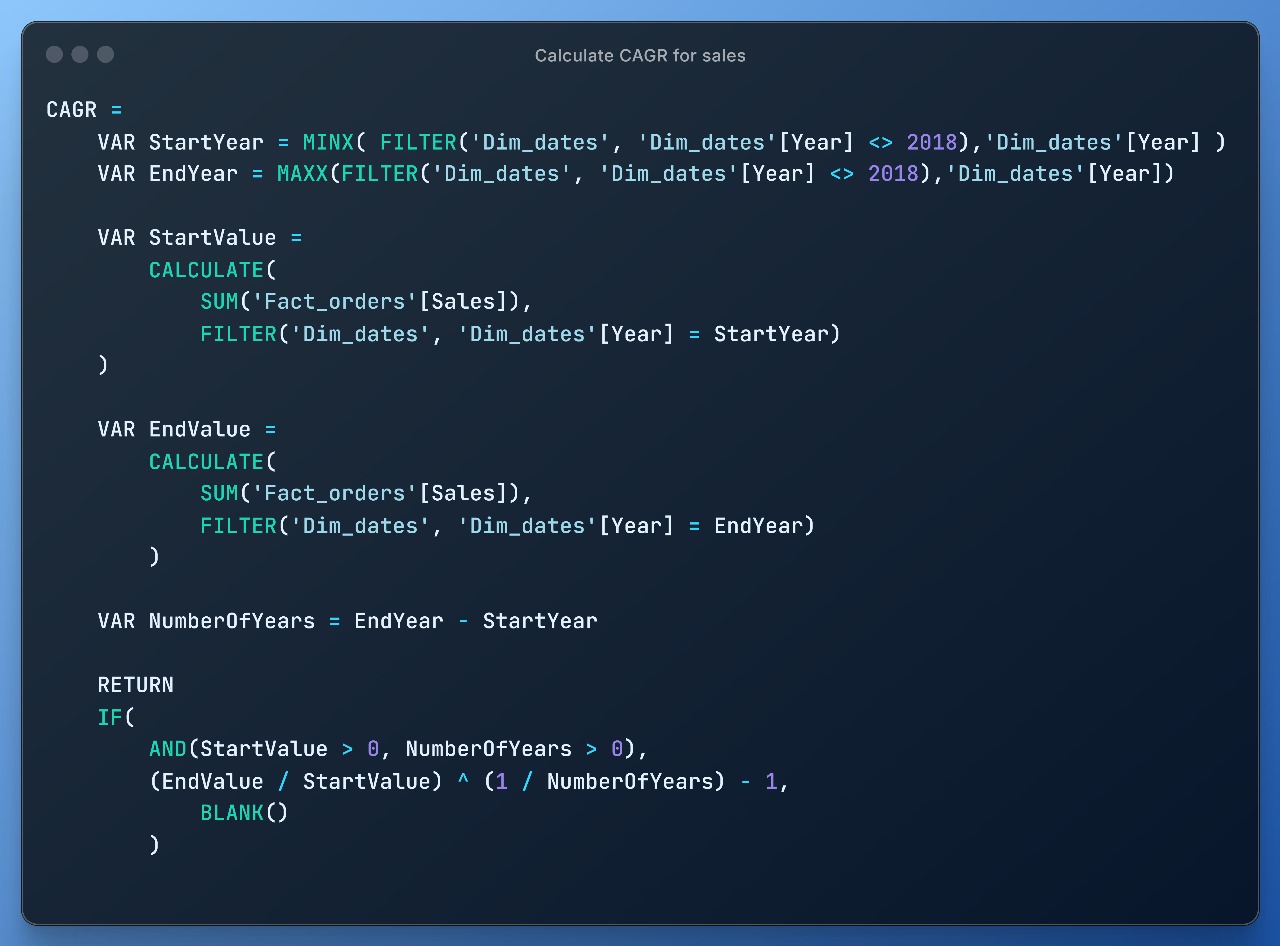 Calculate CAGR for sales
CAGR =
    VAR StartYear = MINX( FILTER('Dim_dates', 'Dim_dates'[Year] <> 2018),'Dim_dates'[Year] )
    VAR EndYear = MAXX(FILTER('Dim_dates', 'Dim_dates'[Year] <> 2018),'Dim_dates'[Year])

    VAR StartValue =
        CALCULATE(
            SUM('Fact_orders'[Sales]),
            FILTER('Dim_dates', 'Dim_dates'[Year] = StartYear)
    )

    VAR EndValue =
        CALCULATE(
            SUM('Fact_orders'[Sales]),
            FILTER('Dim_dates', 'Dim_dates'[Year] = EndYear)
        )

    VAR NumberOfYears = EndYear - StartYear

    RETURN
    IF(
        AND(StartValue > 0, NumberOfYears > 0),
        (EndValue / StartValue) ^ (1 / NumberOfYears) - 1,
            BLANK()
        )